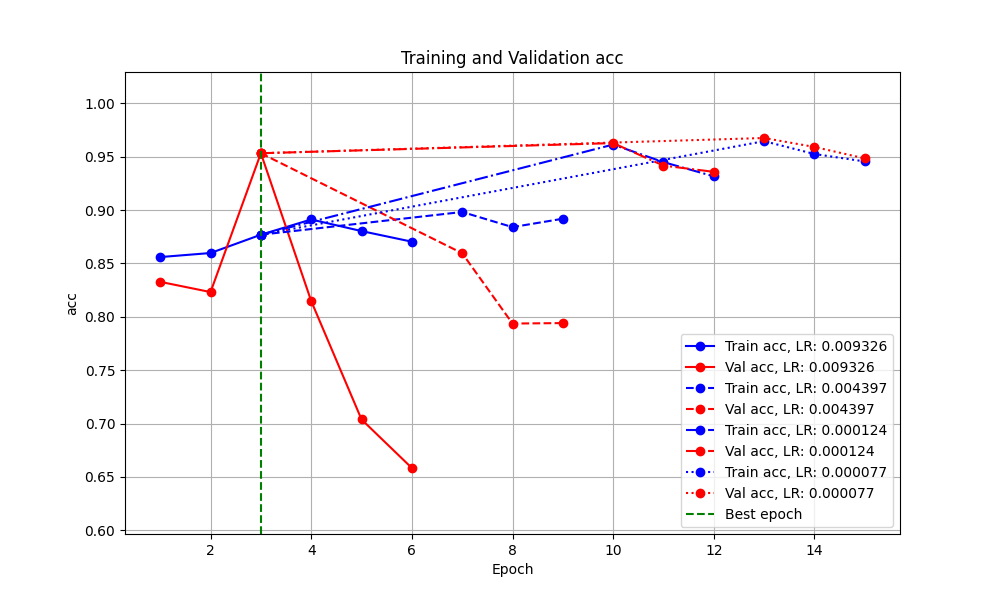 Training and Validation acc
acc
1.00
0.95
0.90
0.85
0.80
0.75
0.70
0.65
0.60
Train acc, LR: 0.009326
Val acc, LR: 0.009326
Train acc, LR: 0.004397
Val acc, LR: 0.004397
Train acc, LR: 0.000124
Val acc, LR: 0.000124
Train acc, LR: 0.000077
Val acc, LR: 0.000077
Best epoch
2 4 6 8 10 12 14
Epoch